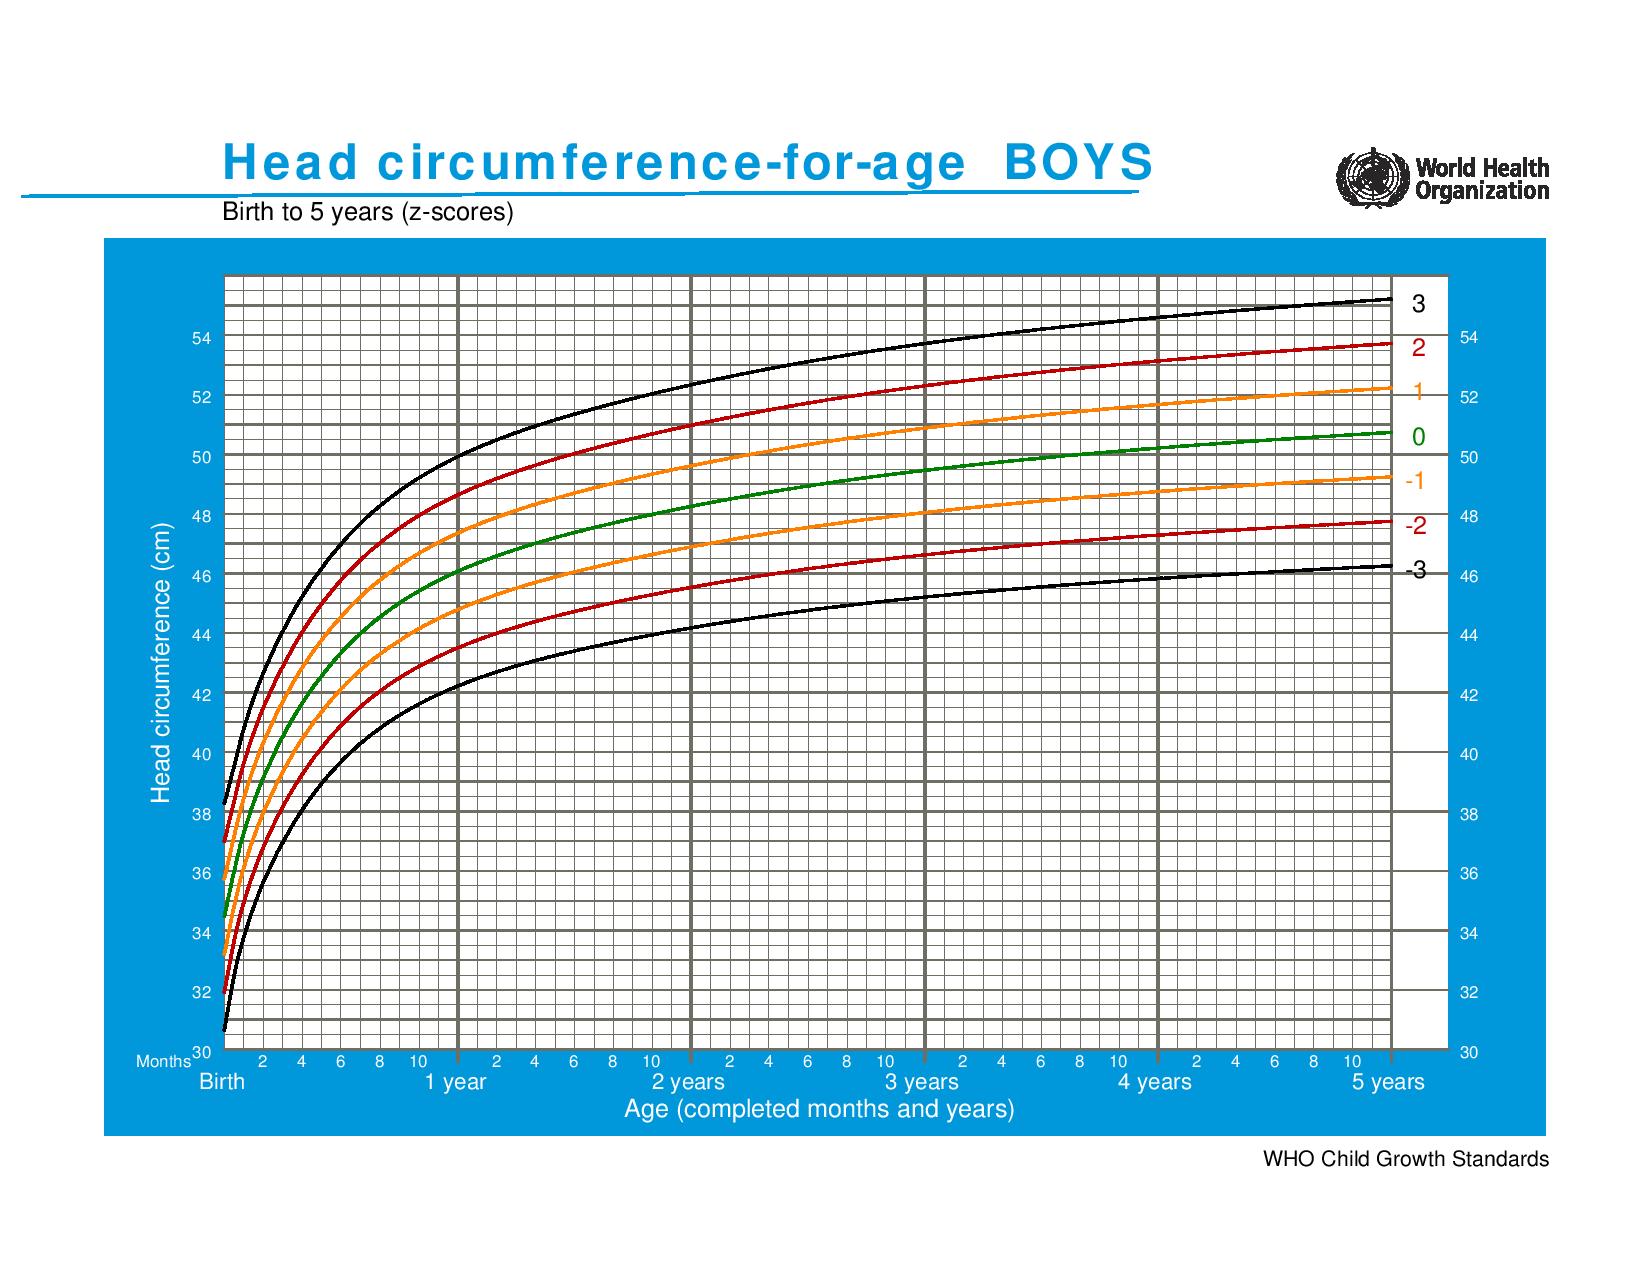 Head circumference-for-age BOYS
World Health
Organization
Birth to 5 years (z-scores)
3
54 54
2
1
52 52
0
50 50
-1
48 48
-2
-3
46 46
44 44
42 42
40 40
38 38
36 36
34 34
32 32
30 30
Head circumference (cm)
Months 2 4 6 8 10 2 4 6 8 10 2 4 6 8 10 2 4 6 8 10 2 4 6 8 10
Birth 1 year 2 years 3 years 4 years 5 years
Age (completed months and years)
WHO Child Growth Standards